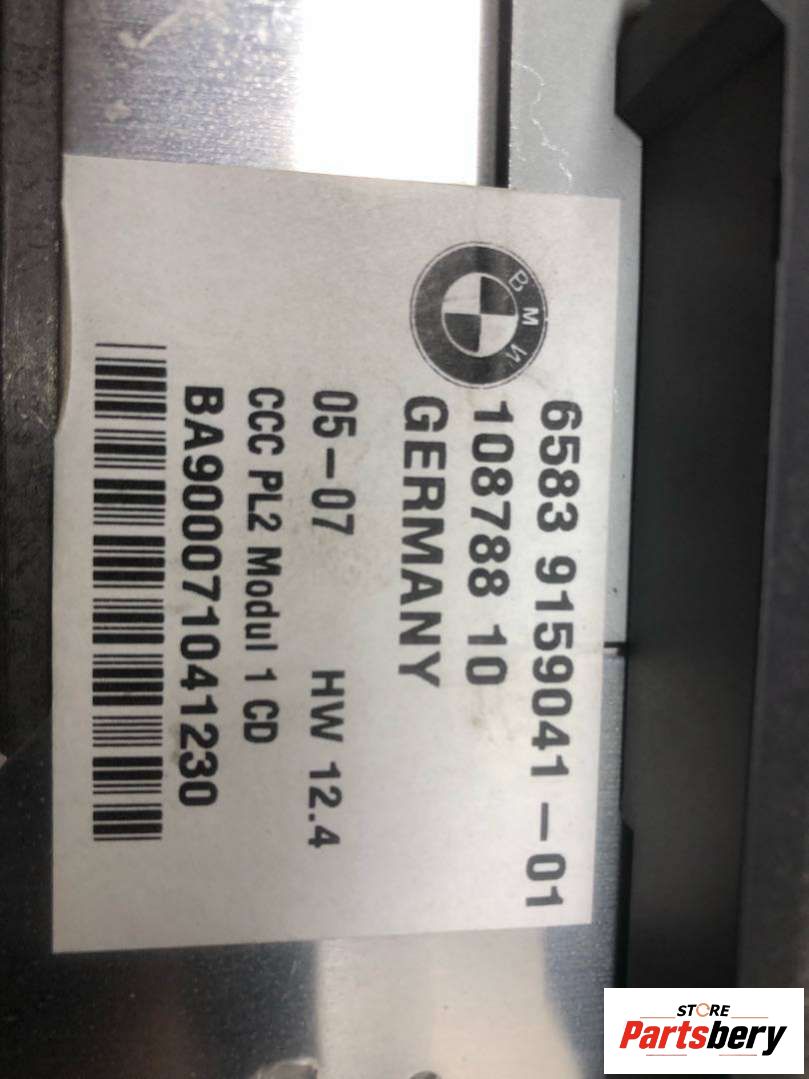 BMW
6583 9159041-01
108788 10
GERMANY
05-07 HW 12.4
CCC PL2 Modul 1 CD
BA900071041230
STORE
Partsbery